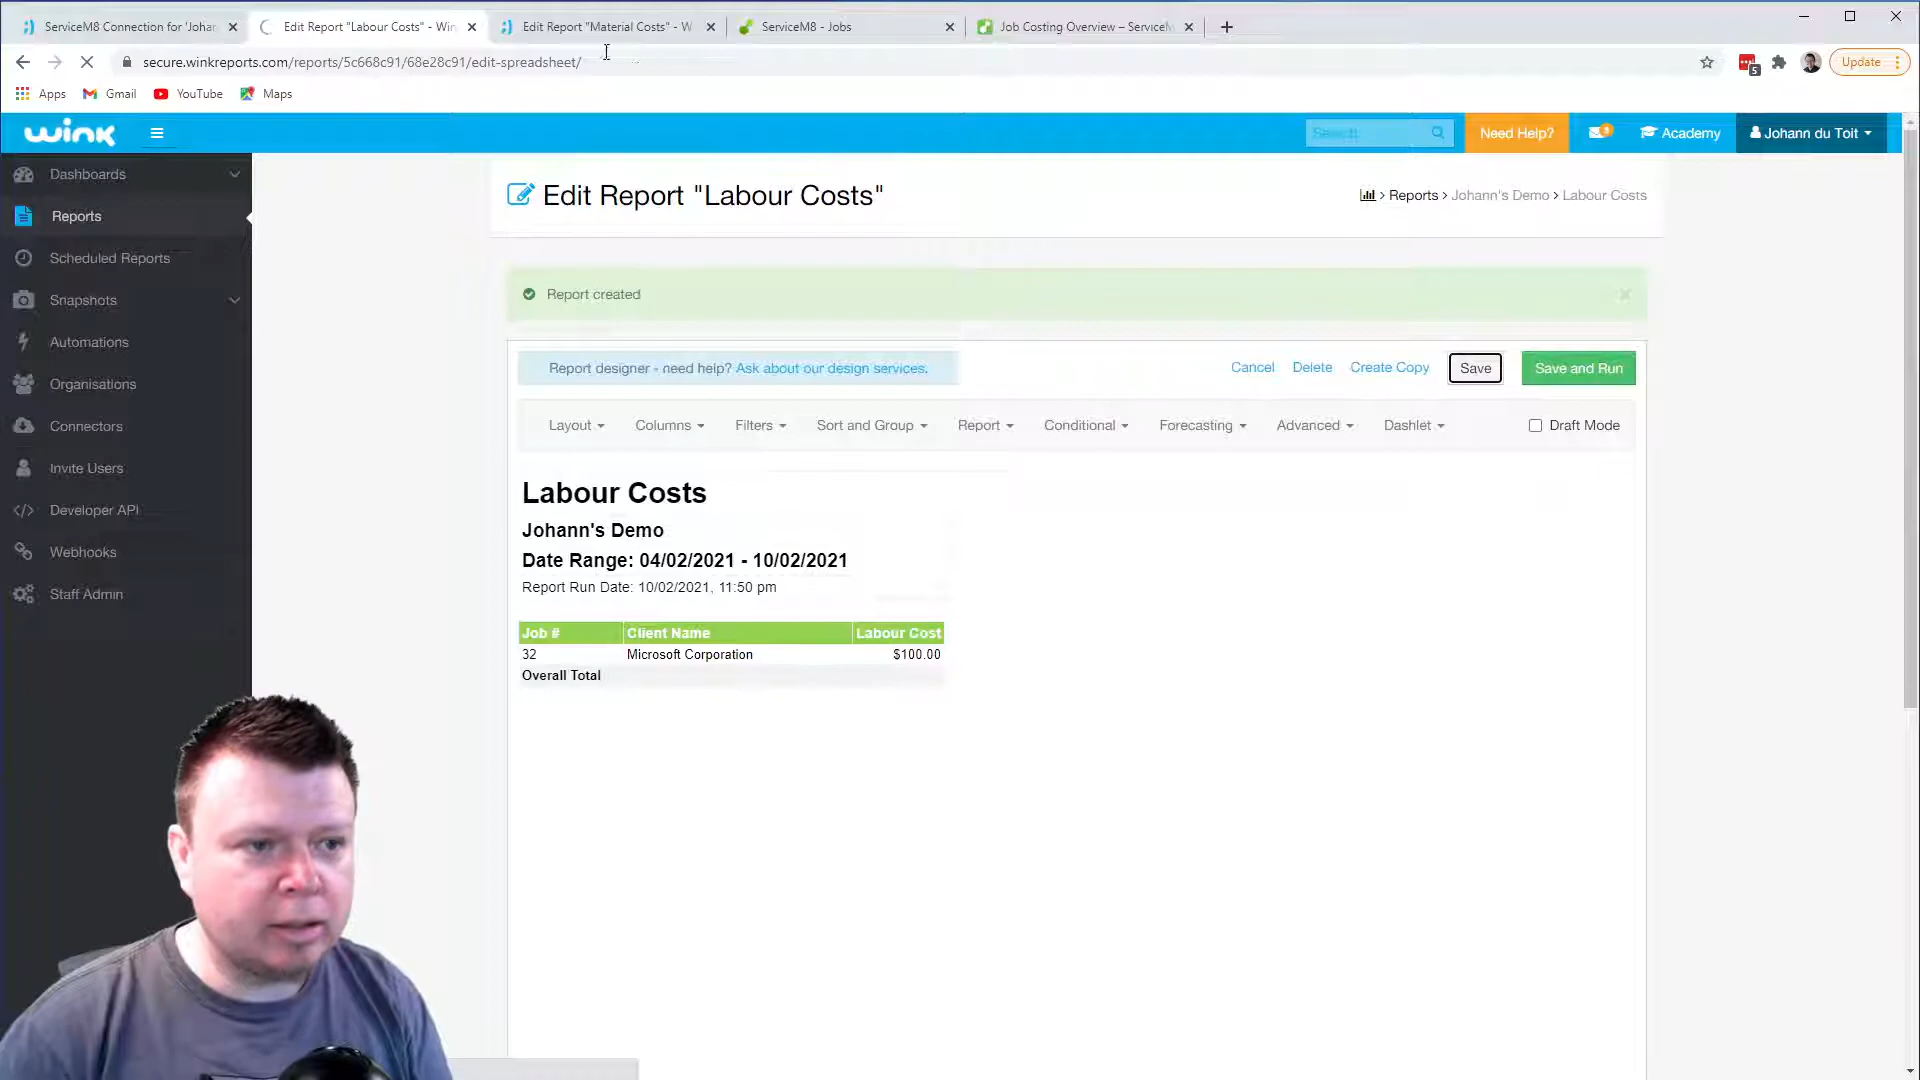 ServiceM8 Connection for 'Johan
Edit Report "Labour Costs" - Win
Edit Report "Material Costs" - W
ServiceM8 - Jobs
Job Costing Overview – ServiceM
secure.winkreports.com/reports/5c668c91/68e28c91/edit-spreadsheet/
5
Update
Apps
Gmail
YouTube
Maps
wink
Search
Need Help?
Academy
Johann du Toit
Dashboards
Reports
Scheduled Reports
Snapshots
Automations
Organisations
Connectors
Invite Users
Developer API
Webhooks
Staff Admin
Edit Report "Labour Costs"
> Reports > Johann's Demo > Labour Costs
Report created
Report designer - need help? Ask about our design services.
Cancel
Delete
Create Copy
Save
Save and Run
Layout
Columns
Filters
Sort and Group
Report
Conditional
Forecasting
Advanced
Dashlet
Draft Mode
Labour Costs
Johann's Demo
Date Range: 04/02/2021 - 10/02/2021
Report Run Date: 10/02/2021, 11:50 pm
Job # Client Name Labour Cost
32 Microsoft Corporation $100.00
Overall Total